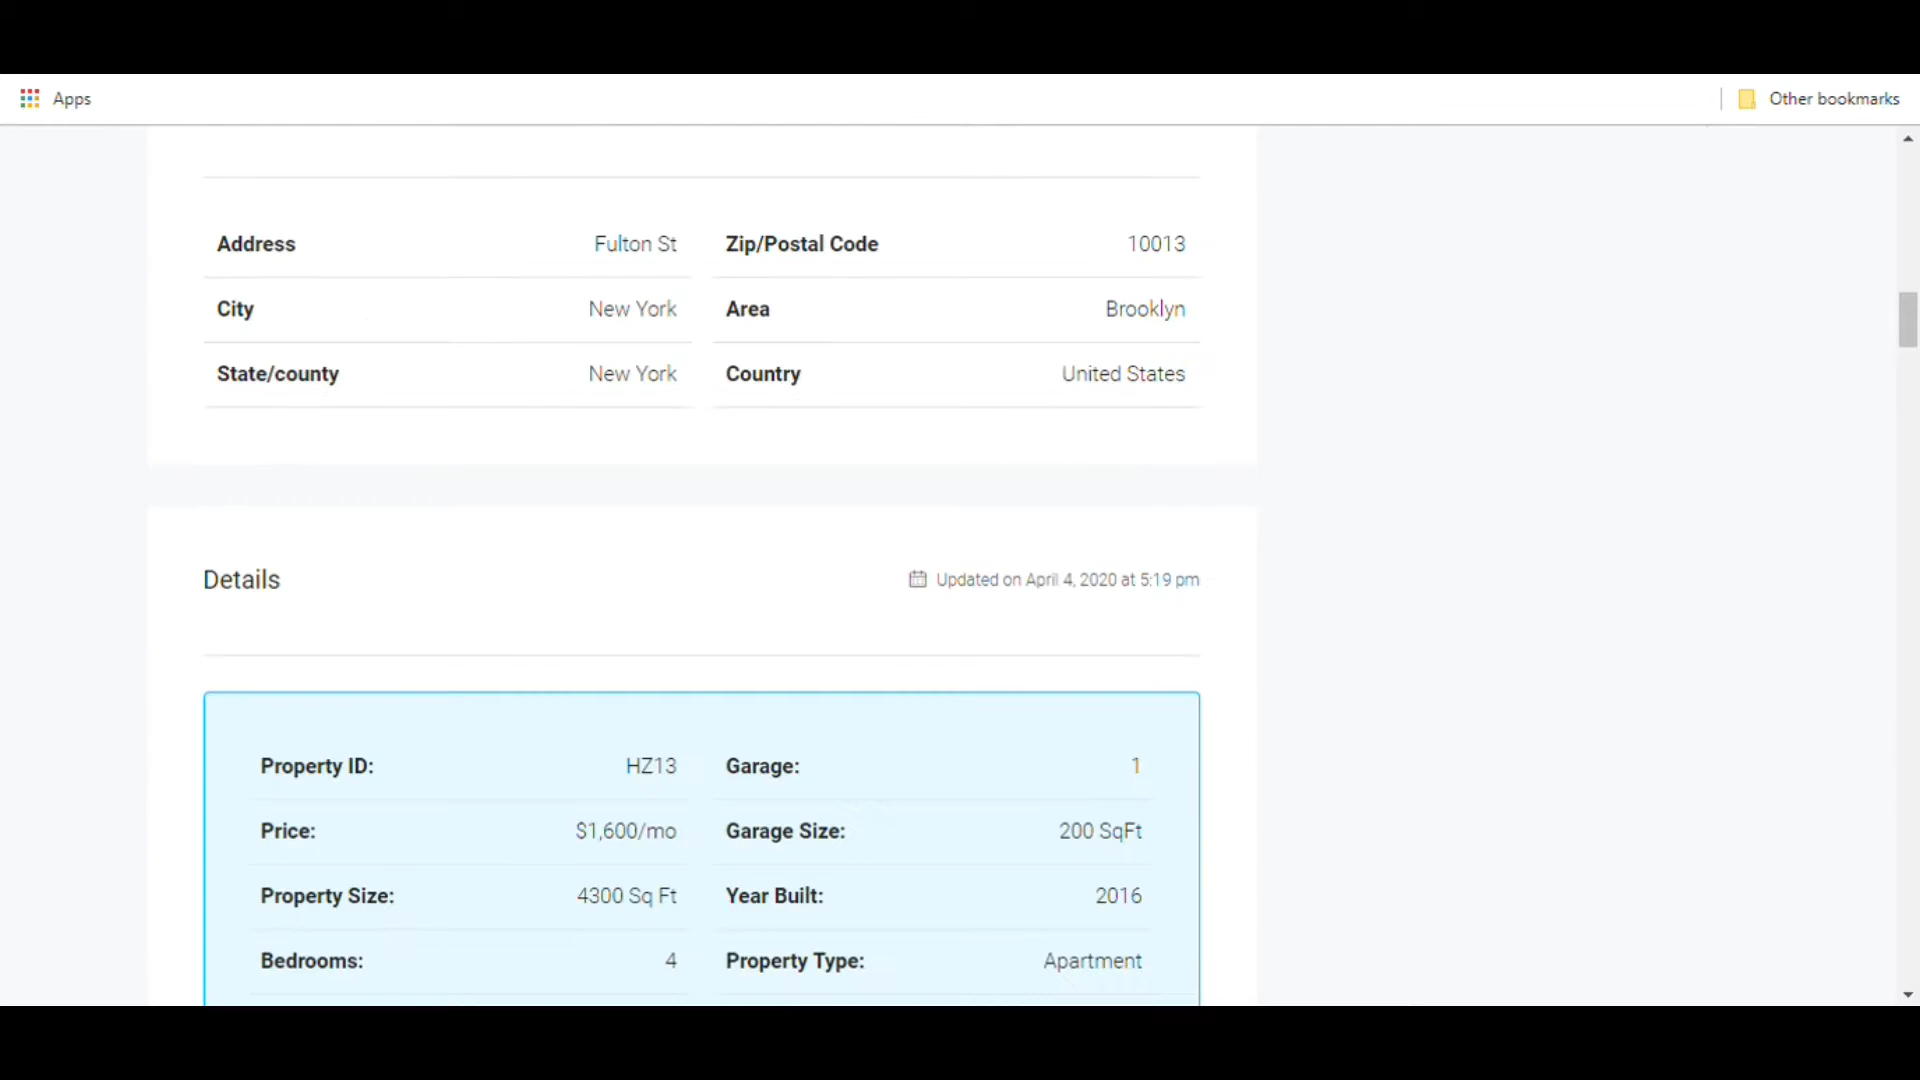 Apps
Other bookmarks
Address Fulton St Zip/Postal Code 10013
City New York Area Brooklyn
State/county New York Country United States
Details Updated on April 4, 2020 at 5:19 pm
Property ID: HZ13 Garage: 1
Price: $1,600/mo Garage Size: 200 SqFt
Property Size: 4300 Sq Ft Year Built: 2016
Bedrooms: 4 Property Type: Apartment